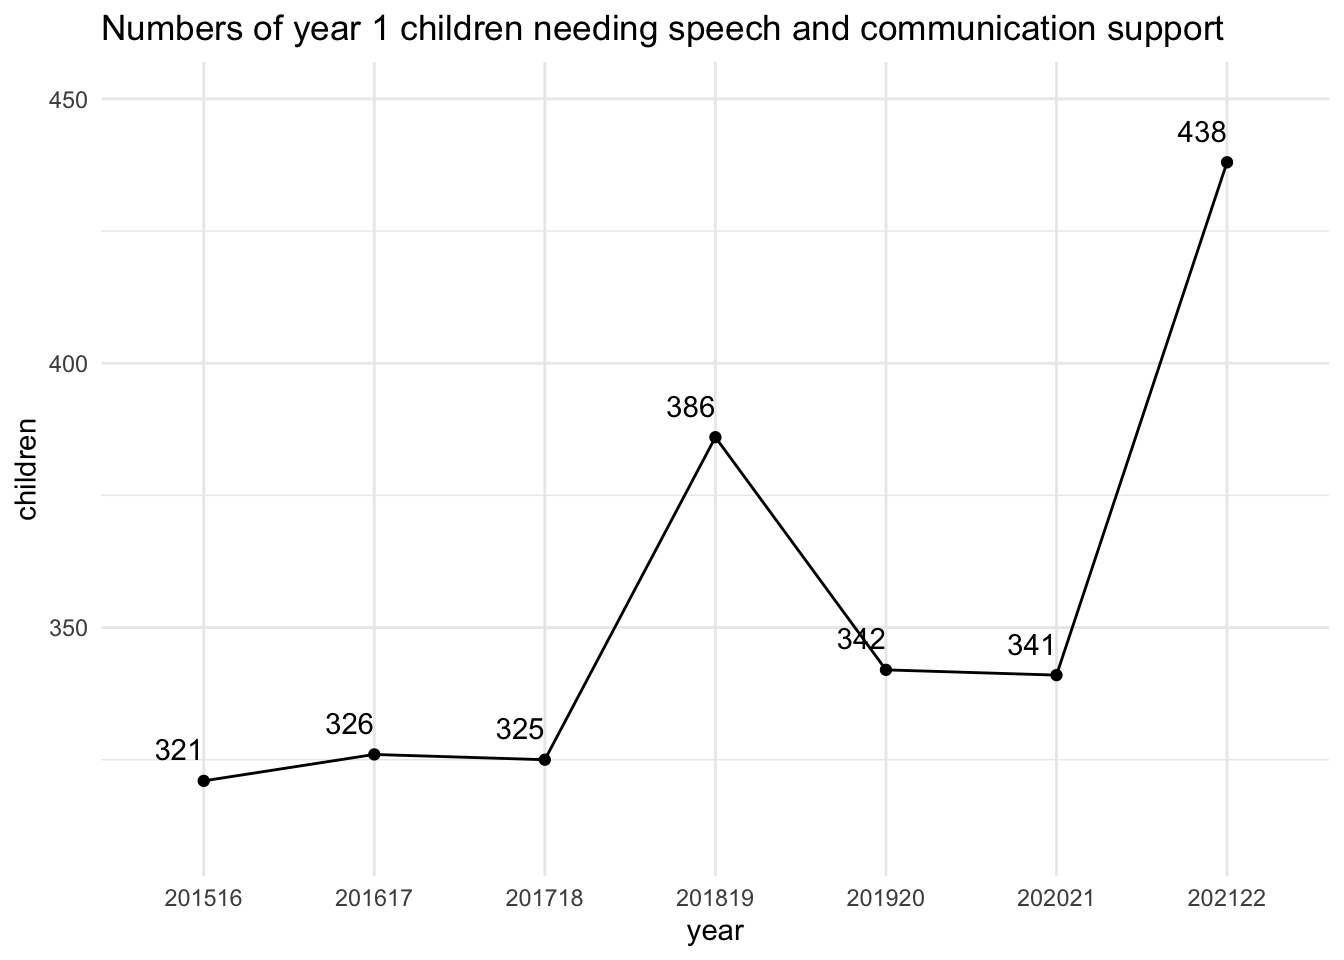 Numbers of year 1 children needing speech and communication support
450
438
400
386
children
350
342
341
326
325
321
201516 201617 201718 201819 201920 202021 202122
year